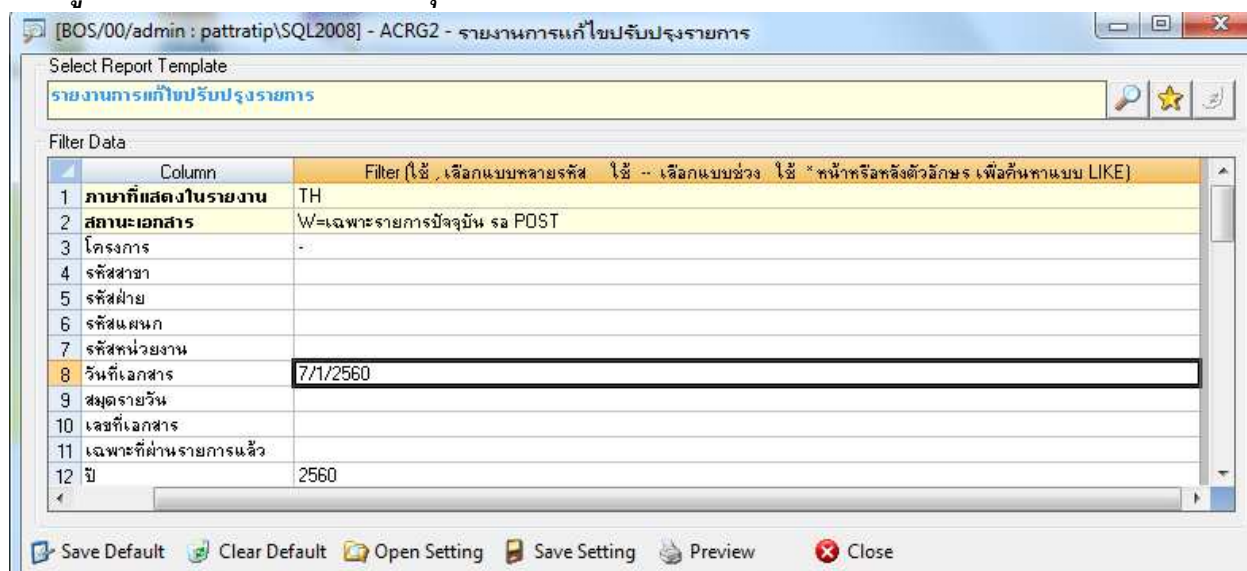 [BOS/00/admin : pattratip\SQL2008] - ACRG2 - รายงานการแก้ไขปรับปรุงรายการ
Select Report Template
รายงานการแก้ไขปรับปรุงรายการ
Filter Data
Column Filter (ใช้ , เลือกแบบหลายรหัส ใช้ -- เลือกแบบช่วง ใช้ * หน้าหรือหลังตัวอักษร เพื่อค้นหาแบบ LIKE)
1 ภาษาที่แสดงในรายงาน TH
2 สถานะเอกสาร W=เฉพาะรายการปัจจุบัน รอ POST
3 โครงการ -
4 รหัสสาขา
5 รหัสฝ่าย
6 รหัสแผนก
7 รหัสหน่วยงาน
8 วันที่เอกสาร 7/1/2560
9 สมุดรายวัน
10 เลขที่เอกสาร
11 เฉพาะที่ผ่านรายการแล้ว
12 ปี 2560
Save Default Clear Default Open Setting Save Setting Preview Close